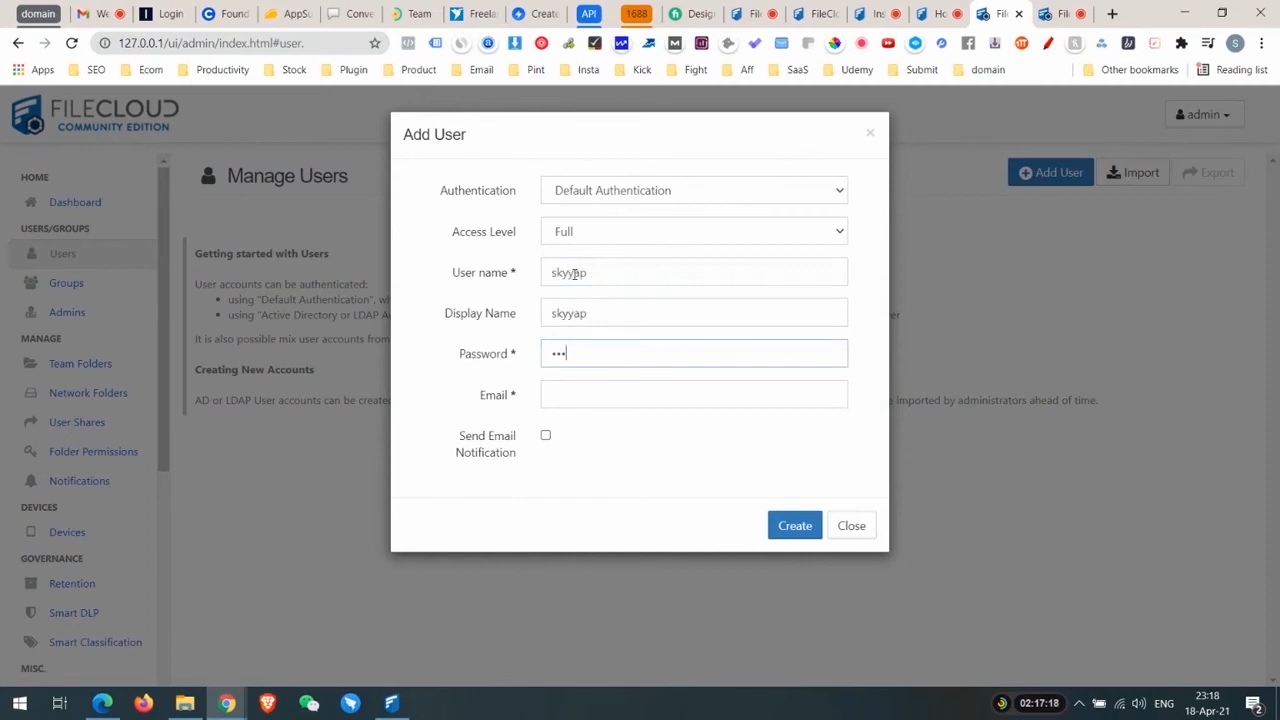 domain
Login
Found
AppSu
Conve
Team
Freela
Create
API
1688
Design
File
FileClo
Ins
Ho
File
File
127.0.0.1/ui/admin/index.html#user.
S
Apps SEO Ecom Productivity Stock Plugin Product Email Pint Insta Kick Fight Aff SaaS Udemy Submit domain Other bookmarks Reading list
FILECLOUD
COMMUNITY EDITION
admin
Add User
×
HOME
Manage Users
Add User
Import
Export
Dashboard
USERS/GROUPS
Users
Groups
Admins
MANAGE
Team Folders
Network Folders
User Shares
Folder Permissions
Notifications
DEVICES
Devices
GOVERNANCE
Retention
Smart DLP
Smart Classification
MISC.
Getting started with Users
User accounts can be authenticated:
using "Default Authentication", wh
using "Active Directory or LDAP Au
ver
It is also possible mix user accounts from
Creating New Accounts
AD or LDAP User accounts can be created
imported by administrators ahead of time.
Authentication Default Authentication
Access Level Full
User name * skyyap
Display Name skyyap
Password * •••
Email *
Send Email
Notification
Create
Close
02:17:18
ENG
23:18
18-Apr-21
2